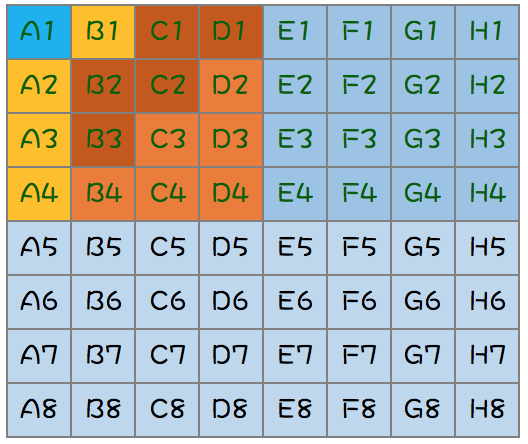 A1 B1 C1 D1 E1 F1 G1 H1
A2 B2 C2 D2 E2 F2 G2 H2
A3 B3 C3 D3 E3 F3 G3 H3
A4 B4 C4 D4 E4 F4 G4 H4
A5 B5 C5 D5 E5 F5 G5 H5
A6 B6 C6 D6 E6 F6 G6 H6
A7 B7 C7 D7 E7 F7 G7 H7
A8 B8 C8 D8 E8 F8 G8 H8